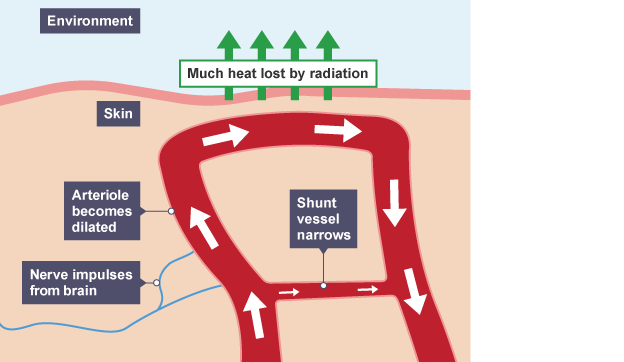 Environment
Much heat lost by radiation
Skin
Arteriole
becomes
dilated
Shunt
vessel
narrows
Nerve impulses
from brain